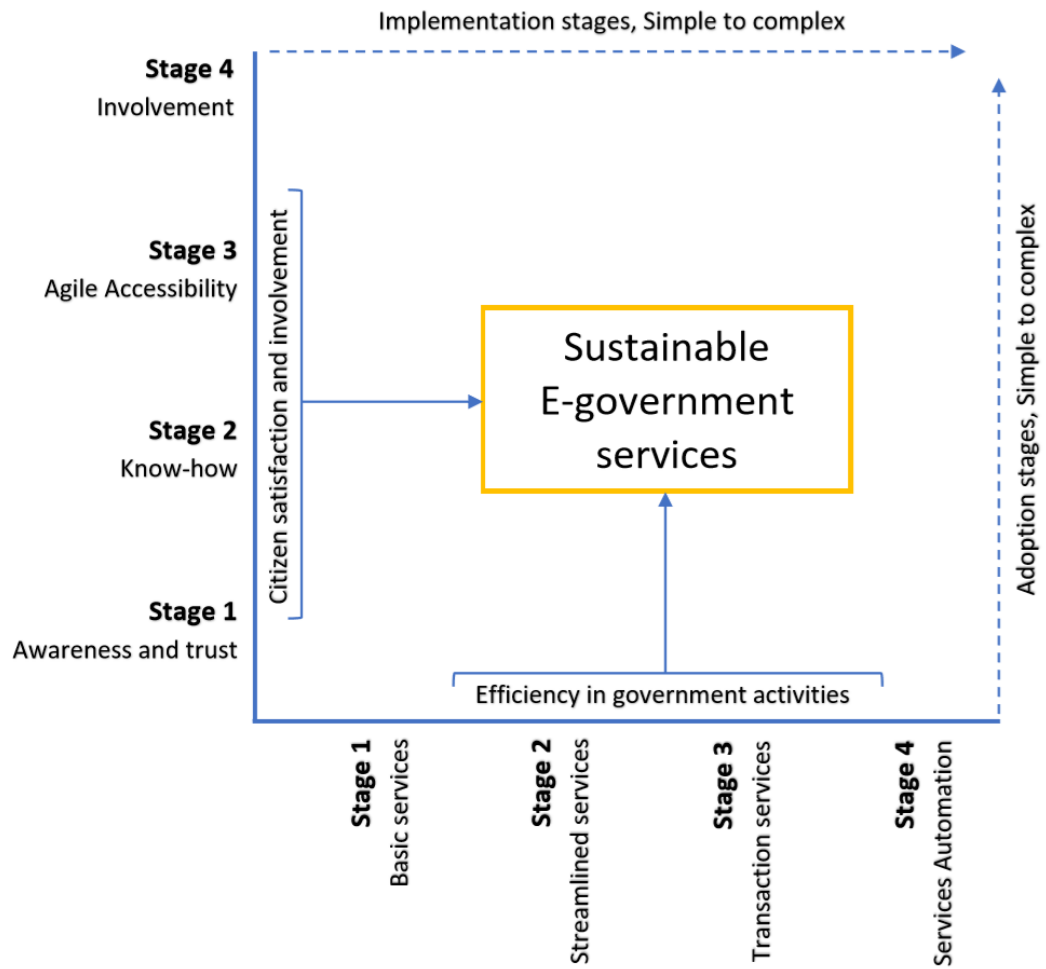 Implementation stages, Simple to complex
Stage 4
Involvement
Stage 3
Agile Accessibility
Stage 2
Know-how
Stage 1
Awareness and trust
Citizen satisfaction and involvement
Sustainable
E-government
services
Adoption stages, Simple to complex
Efficiency in government activities
Stage 1
Basic services
Stage 2
Streamlined services
Stage 3
Transaction services
Stage 4
Services Automation